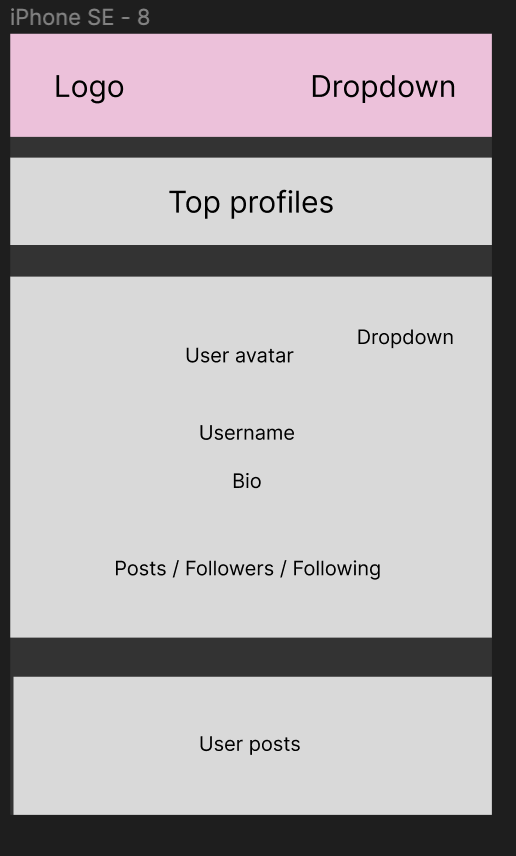 iPhone SE - 8
Logo
Dropdown
Top profiles
Dropdown
User avatar
Username
Bio
Posts / Followers / Following
User posts